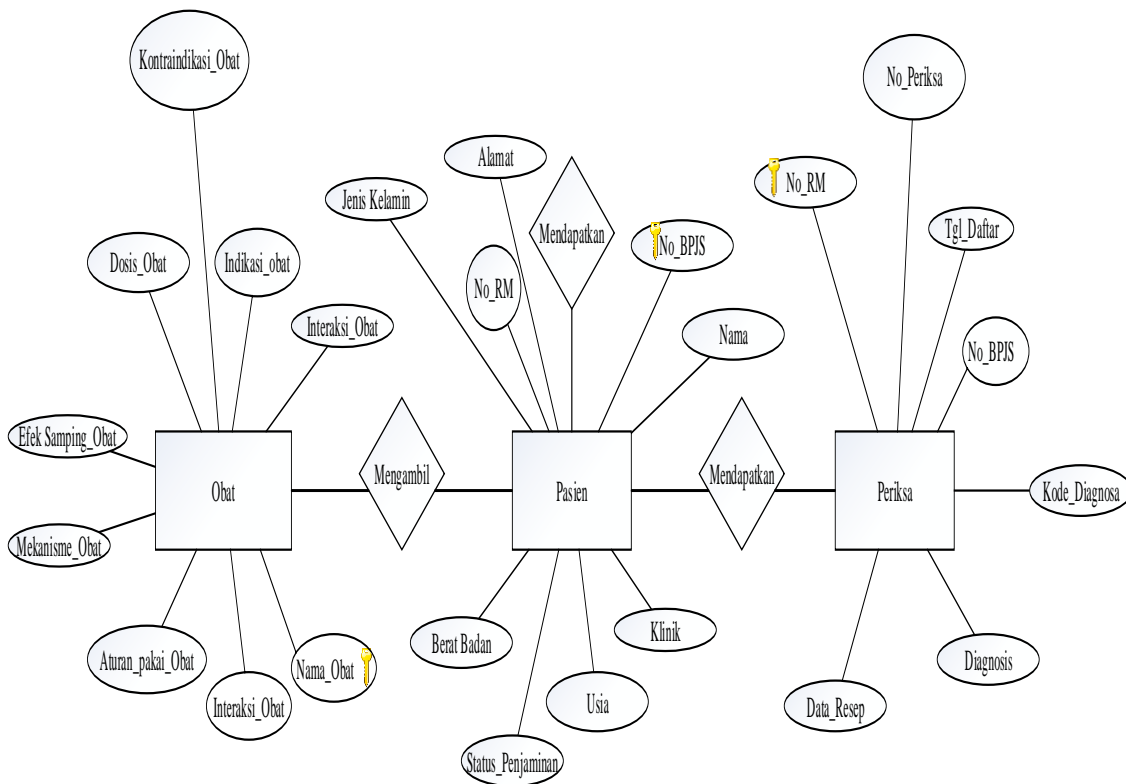 Kontraindikasi_Obat
No_Periksa
Alamat
Jenis Kelamin
Mendapatkan
No_RM
Tgl_Daftar
Dosis_Obat
Indikasi_obat
No_RM
No_BPJS
Interaksi_Obat
Nama
No_BPJS
Efek Samping_Obat
Obat
Mengambil
Pasien
Mendapatkan
Periksa
Kode_Diagnosa
Mekanisme_Obat
Aturan_pakai_Obat
Interaksi_Obat
Nama_Obat
Berat Badan
Klinik
Status_Penjaminan
Usia
Data_Resep
Diagnosis